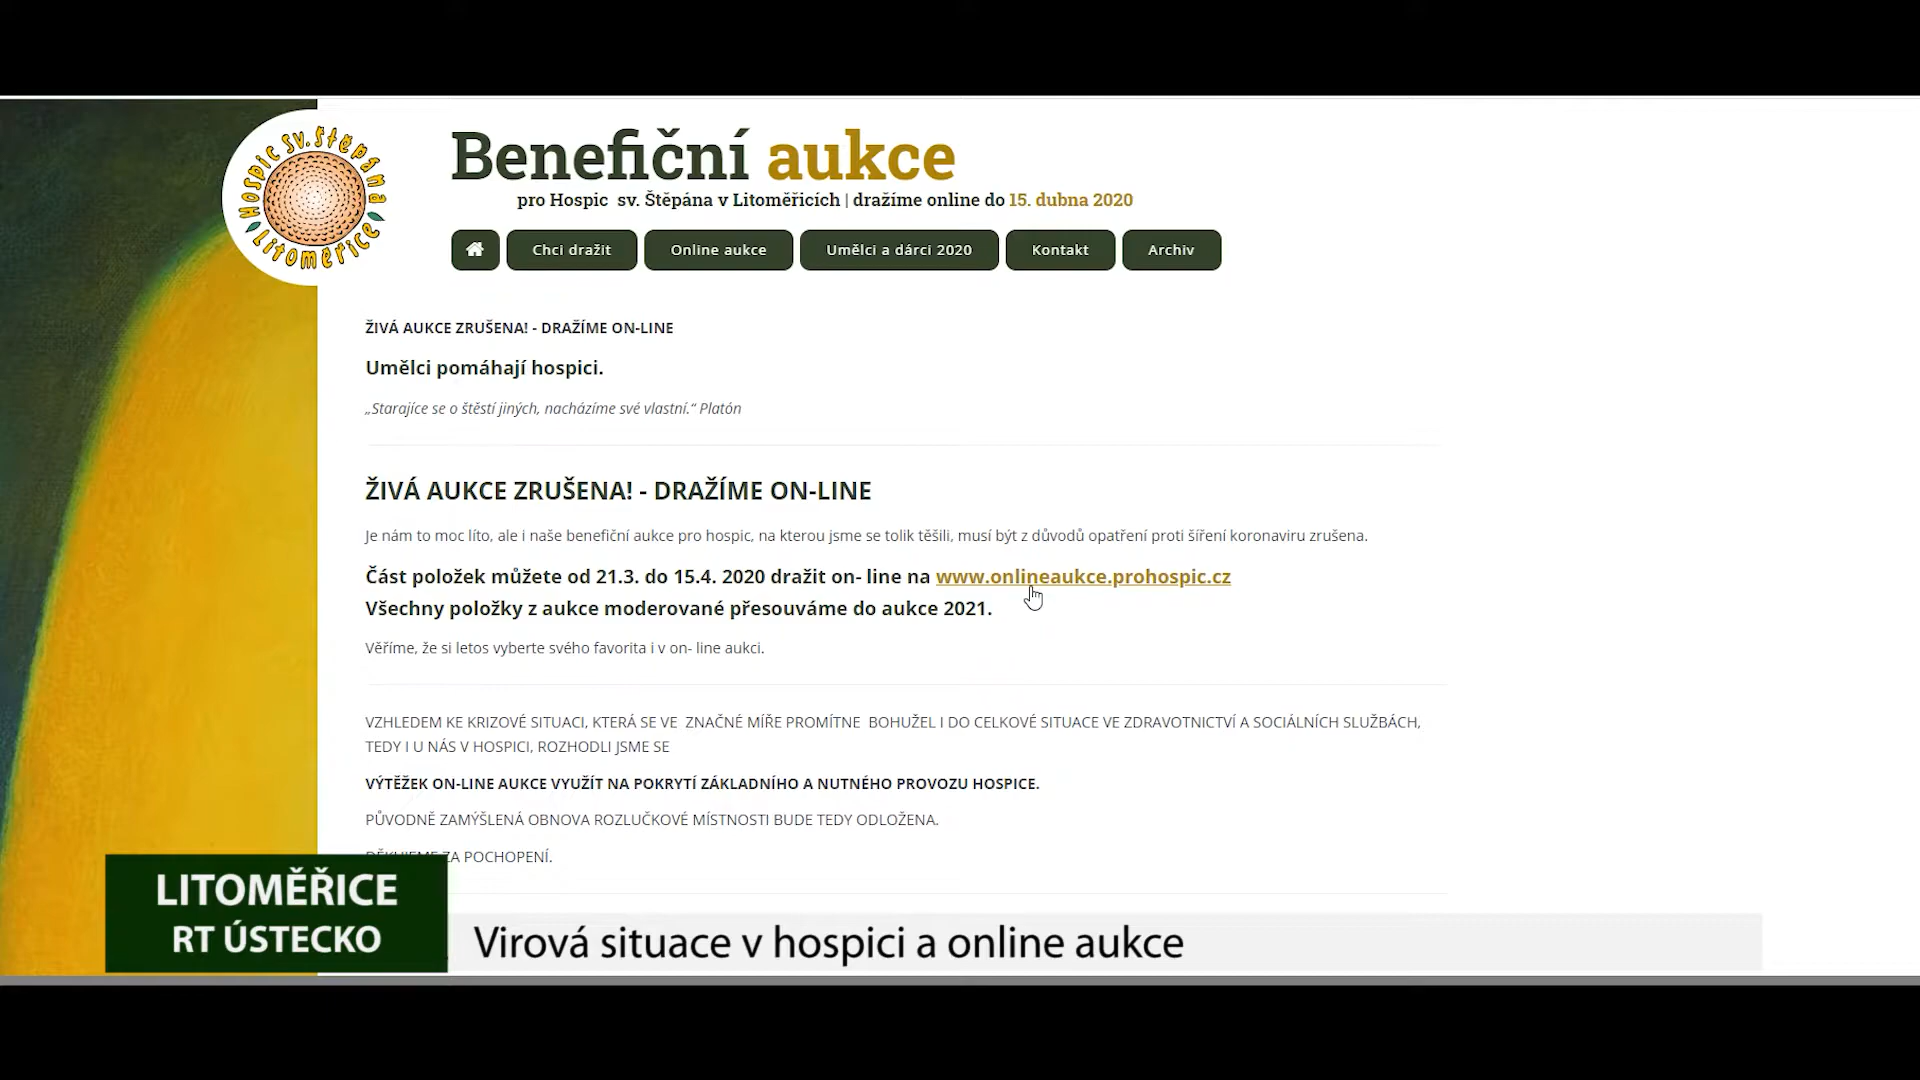 Hospic sv. Štěpána
Litoměřice
Benefiční aukce
pro Hospic sv. Štěpána v Litoměřicích | dražíme online do 15. dubna 2020
Chci dražit
Online aukce
Umělci a dárci 2020
Kontakt
Archiv
ŽIVÁ AUKCE ZRUŠENA! - DRAŽÍME ON-LINE
Umělci pomáhají hospici.
„Starajíce se o štěstí jiných, nacházíme své vlastní.“ Platón
ŽIVÁ AUKCE ZRUŠENA! - DRAŽÍME ON-LINE
Je nám to moc líto, ale i naše benefiční aukce pro hospic, na kterou jsme se tolik těšili, musí být z důvodů opatření proti šíření koronaviru zrušena.
Část položek můžete od 21.3. do 15.4. 2020 dražit on- line na www.onlineaukce.prohospic.cz
Všechny položky z aukce moderované přesouváme do aukce 2021.
Věříme, že si letos vyberte svého favorita i v on- line aukci.
VZHLEDEM KE KRIZOVÉ SITUACI, KTERÁ SE VE ZNAČNÉ MÍŘE PROMÍTNE BOHUŽEL I DO CELKOVÉ SITUACE VE ZDRAVOTNICTVÍ A SOCIÁLNÍCH SLUŽBÁCH,
TEDY I U NÁS V HOSPICI, ROZHODLI JSME SE
VÝTĚŽEK ON-LINE AUKCE VYUŽÍT NA POKRYTÍ ZÁKLADNÍHO A NUTNÉHO PROVOZU HOSPICE.
PŮVODNĚ ZAMÝŠLENÁ OBNOVA ROZLUČKOVÉ MÍSTNOSTI BUDE TEDY ODLOŽENA.
DĚKUJEME ZA POCHOPENÍ.
LITOMĚŘICE
RT ÚSTECKO
Virová situace v hospici a online aukce